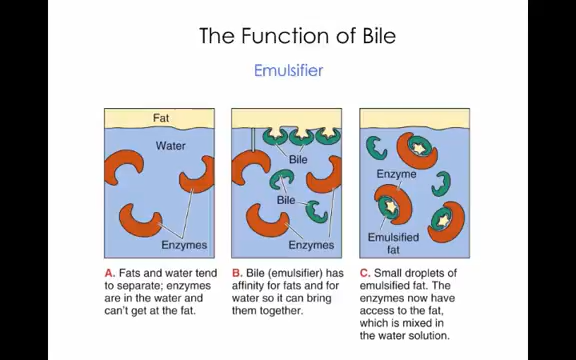 The Function of Bile
Emulsifier
Fat
Water
Enzymes
A. Fats and water tend
to separate; enzymes
are in the water and
can't get at the fat.
Bile
Bile
Enzymes
B. Bile (emulsifier) has
affinity for fats and for
water so it can bring
them together.
Enzyme
Emulsified
fat
C. Small droplets of
emulsified fat. The
enzymes now have
access to the fat,
which is mixed in
the water solution.